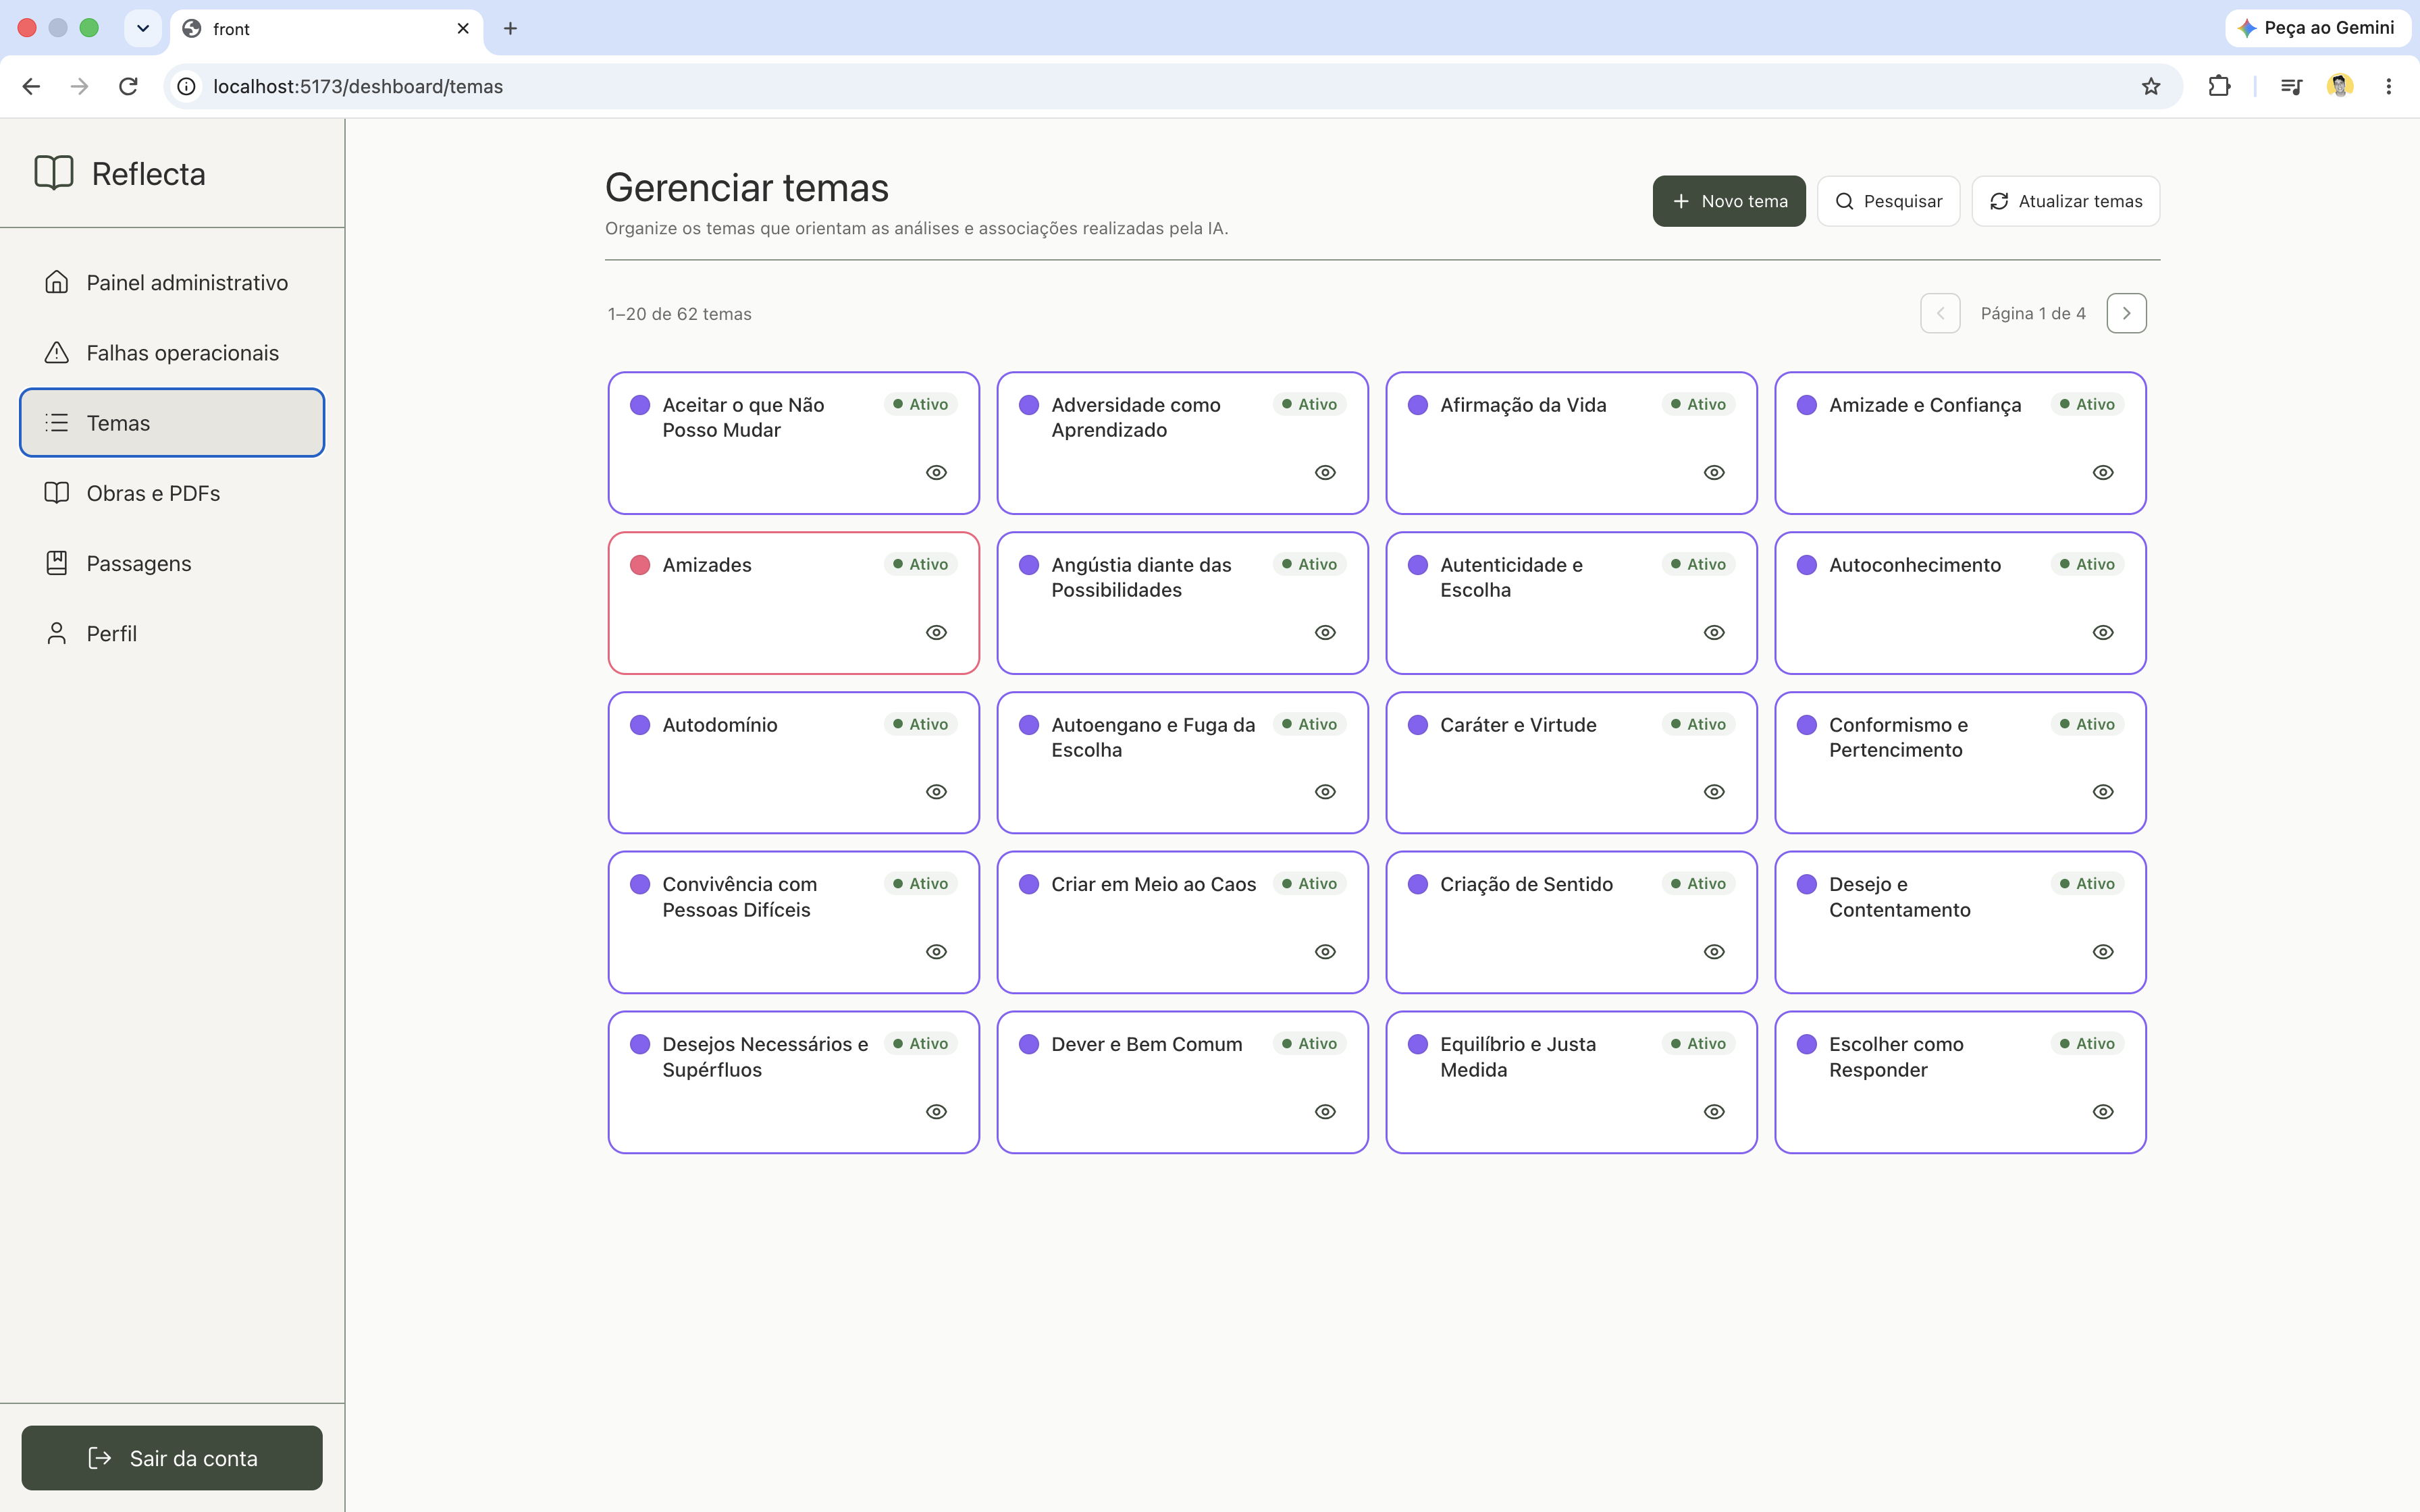 front
Peça ao Gemini
localhost:5173/deshboard/temas
Reflecta
Painel administrativo
Falhas operacionais
Temas
Obras e PDFs
Passagens
Perfil
Sair da conta
Gerenciar temas
Organize os temas que orientam as análises e associações realizadas pela IA.
Novo tema
Pesquisar
Atualizar temas
1–20 de 62 temas
Página 1 de 4
Aceitar o que Não
Posso Mudar
Ativo
Adversidade como
Aprendizado
Ativo
Afirmação da Vida
Ativo
Amizade e Confiança
Ativo
Amizades
Ativo
Angústia diante das
Possibilidades
Ativo
Autenticidade e
Escolha
Ativo
Autoconhecimento
Ativo
Autodomínio
Ativo
Autoengano e Fuga da
Escolha
Ativo
Caráter e Virtude
Ativo
Conformismo e
Pertencimento
Ativo
Convivência com
Pessoas Difíceis
Ativo
Criar em Meio ao Caos
Ativo
Criação de Sentido
Ativo
Desejo e
Contentamento
Ativo
Desejos Necessários e
Supérfluos
Ativo
Dever e Bem Comum
Ativo
Equilíbrio e Justa
Medida
Ativo
Escolher como
Responder
Ativo